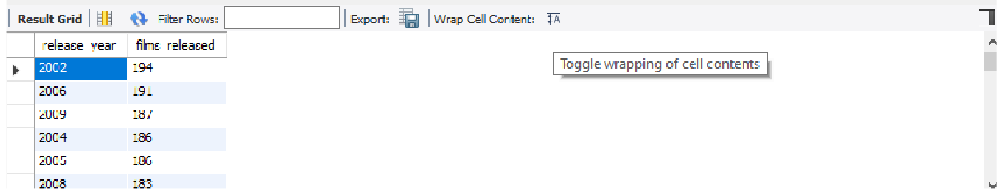 Result Grid Filter Rows: Export: Wrap Cell Content:
release_year films_released
Toggle wrapping of cell contents
2002 194
2006 191
2009 187
2004 186
2005 186
2008 183